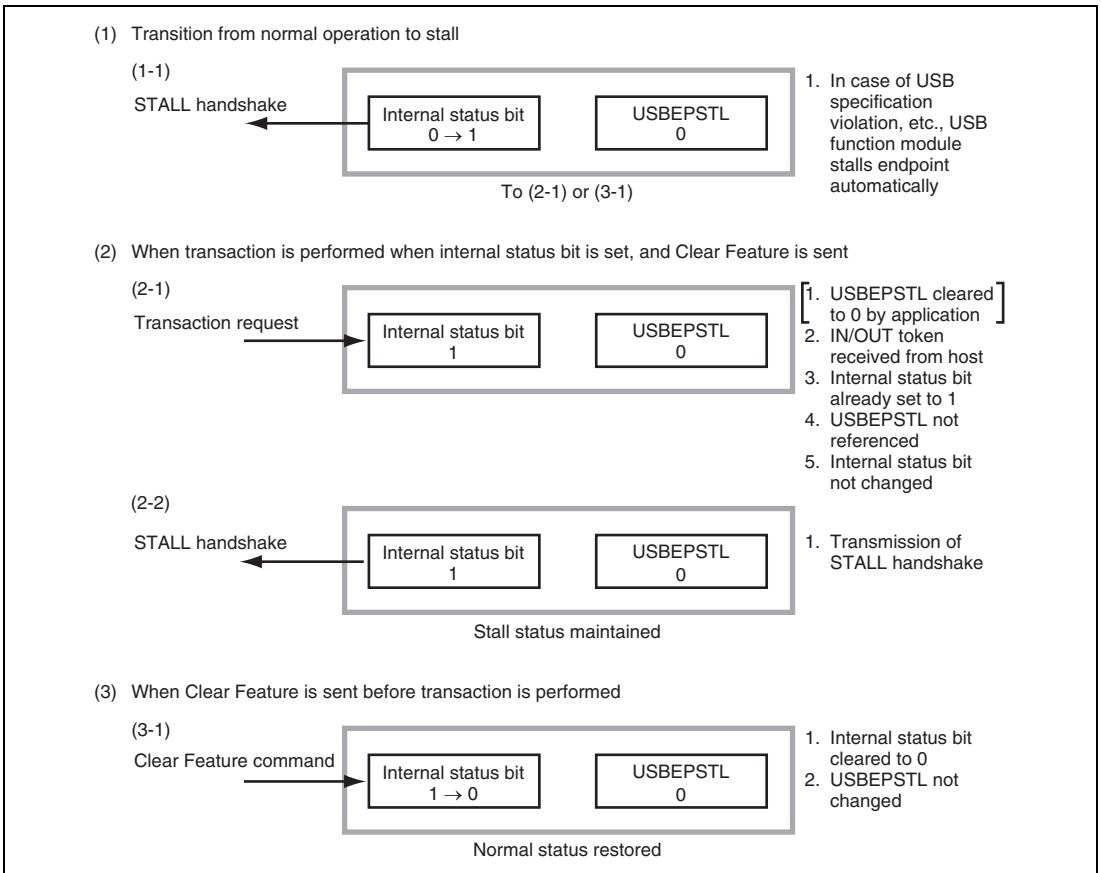 (1) Transition from normal operation to stall
(1-1)
STALL handshake
Internal status bit
0 → 1
USBEPSTL
0
To (2-1) or (3-1)
1. In case of USB
specification
violation, etc., USB
function module
stalls endpoint
automatically
(2) When transaction is performed when internal status bit is set, and Clear Feature is sent
(2-1)
Transaction request
Internal status bit
1
USBEPSTL
0
1. USBEPSTL cleared
to 0 by application
2. IN/OUT token
received from host
3. Internal status bit
already set to 1
4. USBEPSTL not
referenced
5. Internal status bit
not changed
(2-2)
STALL handshake
Internal status bit
1
USBEPSTL
0
1. Transmission of
STALL handshake
Stall status maintained
(3) When Clear Feature is sent before transaction is performed
(3-1)
Clear Feature command
Internal status bit
1 → 0
USBEPSTL
0
1. Internal status bit
cleared to 0
2. USBEPSTL not
changed
Normal status restored